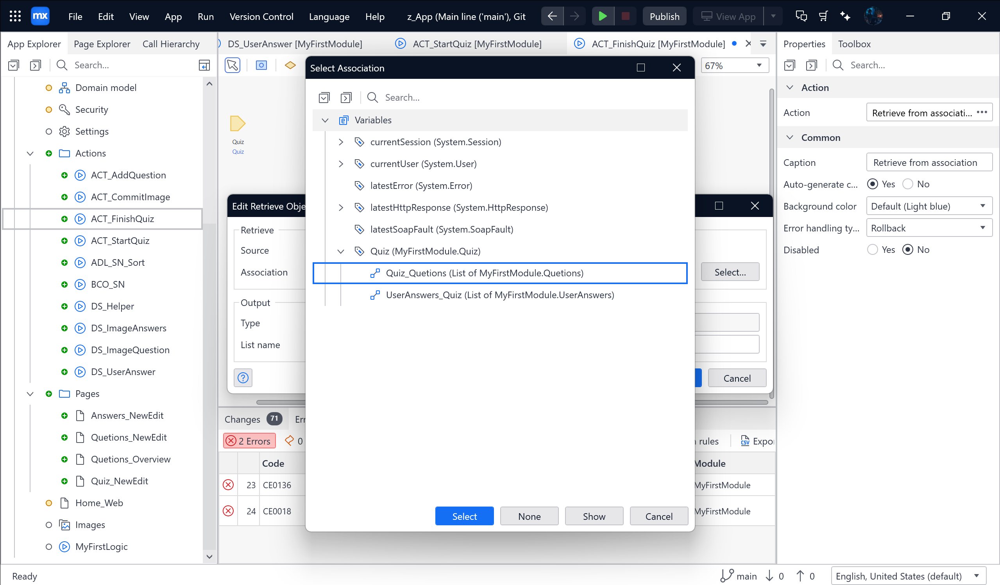 mx File Edit View App Run Version Control Language Help z_App (Main line ('main'), Git Publish View App
App Explorer Page Explorer Call Hierarchy
Search...
Domain model
Security
Settings
Actions
ACT_AddQuestion
ACT_CommitImage
ACT_FinishQuiz
ACT_StartQuiz
ADL_SN_Sort
BCO_SN
DS_Helper
DS_ImageAnswers
DS_ImageQuestion
DS_UserAnswer
Pages
Answers_NewEdit
Quetions_NewEdit
Quetions_Overview
Quiz_NewEdit
Home_Web
Images
MyFirstLogic
DS_UserAnswer [MyFirstModule] ACT_StartQuiz [MyFirstModule] ACT_FinishQuiz [MyFirstModule]
67%
Quiz
Quiz
Edit Retrieve Obje
Retrieve
Source
Association
Select...
Output
Type
List name
Cancel
Select Association
Search...
Variables
currentSession (System.Session)
currentUser (System.User)
latestError (System.Error)
latestHttpResponse (System.HttpResponse)
latestSoapFault (System.SoapFault)
Quiz (MyFirstModule.Quiz)
Quiz_Quetions (List of MyFirstModule.Quetions)
UserAnswers_Quiz (List of MyFirstModule.UserAnswers)
Select None Show Cancel
Changes 71 Err
2 Errors 0 rules Expor
Code Module
23 CE0136 MyFirstModule
24 CE0018 MyFirstModule
Properties Toolbox
Search...
Action
Action Retrieve from associati... •••
Common
Caption Retrieve from association
Auto-generate c... Yes No
Background color Default (Light blue)
Error handling ty... Rollback
Disabled Yes No
Ready main 0 0 English, United States (default)